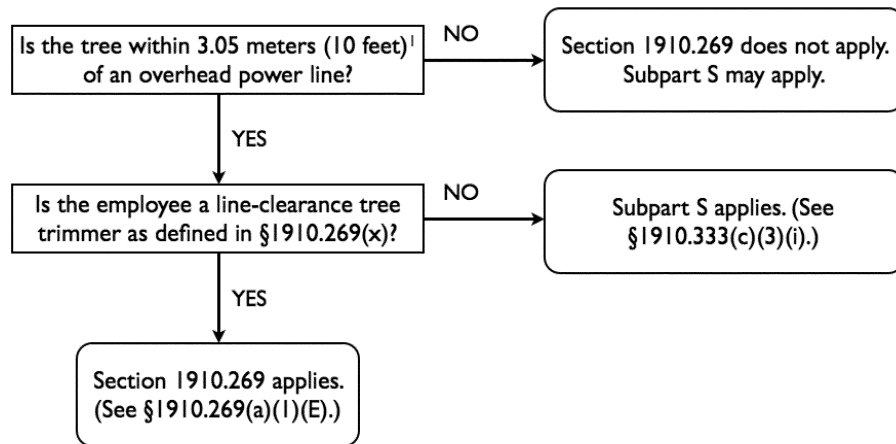 Is the tree within 3.05 meters (10 feet)¹
of an overhead power line?
NO
Section 1910.269 does not apply.
Subpart S may apply.
YES
Is the employee a line-clearance tree
trimmer as defined in §1910.269(x)?
NO
Subpart S applies. (See
§1910.333(c)(3)(i).)
YES
Section 1910.269 applies.
(See §1910.269(a)(1)(E).)